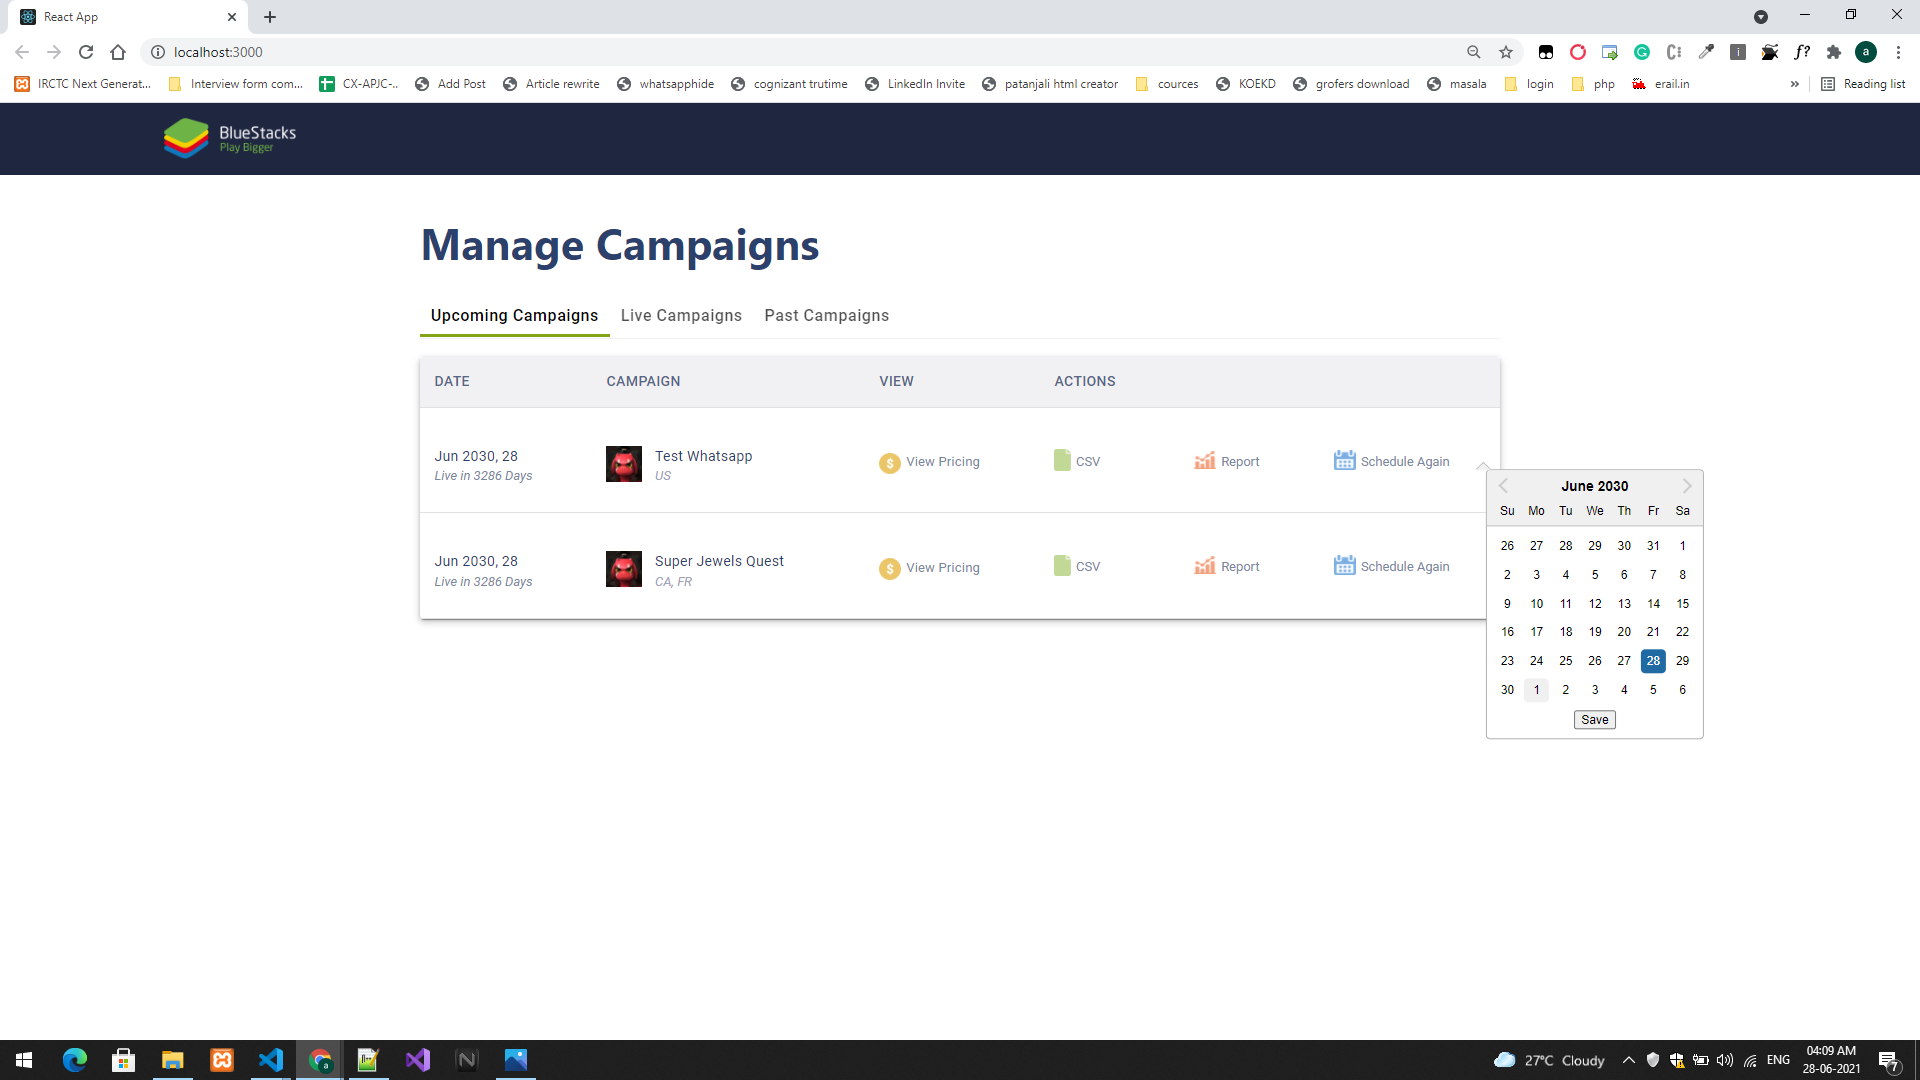 React App
localhost:3000
IRCTC Next Generat... Interview form com... CX-APJC-.. Add Post Article rewrite whatsapphide cognizant trutime LinkedIn Invite patanjali html creator cources KOEKD grofers download masala login php erail.in » Reading list
BlueStacks
Play Bigger
Manage Campaigns
Upcoming Campaigns Live Campaigns Past Campaigns
DATE CAMPAIGN VIEW ACTIONS
Jun 2030, 28 Test Whatsapp
Live in 3286 Days US
$ View Pricing CSV Report Schedule Again
Jun 2030, 28 Super Jewels Quest
Live in 3286 Days CA, FR
$ View Pricing CSV Report Schedule Again
June 2030
Su Mo Tu We Th Fr Sa
26 27 28 29 30 31 1
2 3 4 5 6 7 8
9 10 11 12 13 14 15
16 17 18 19 20 21 22
23 24 25 26 27 28 29
30 1 2 3 4 5 6
Save
27°C Cloudy ENG
04:09 AM
28-06-2021
7